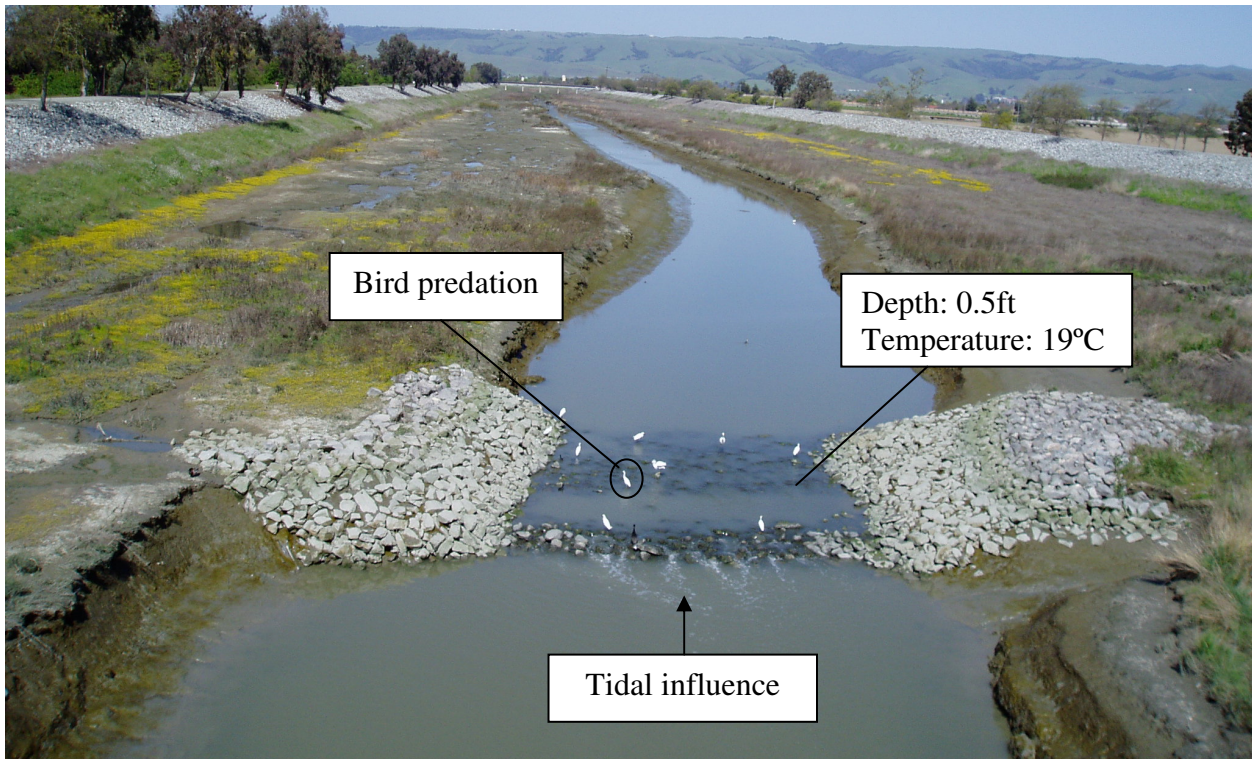 Bird predation
Depth: 0.5ft
Temperature: 19ºC
Tidal influence